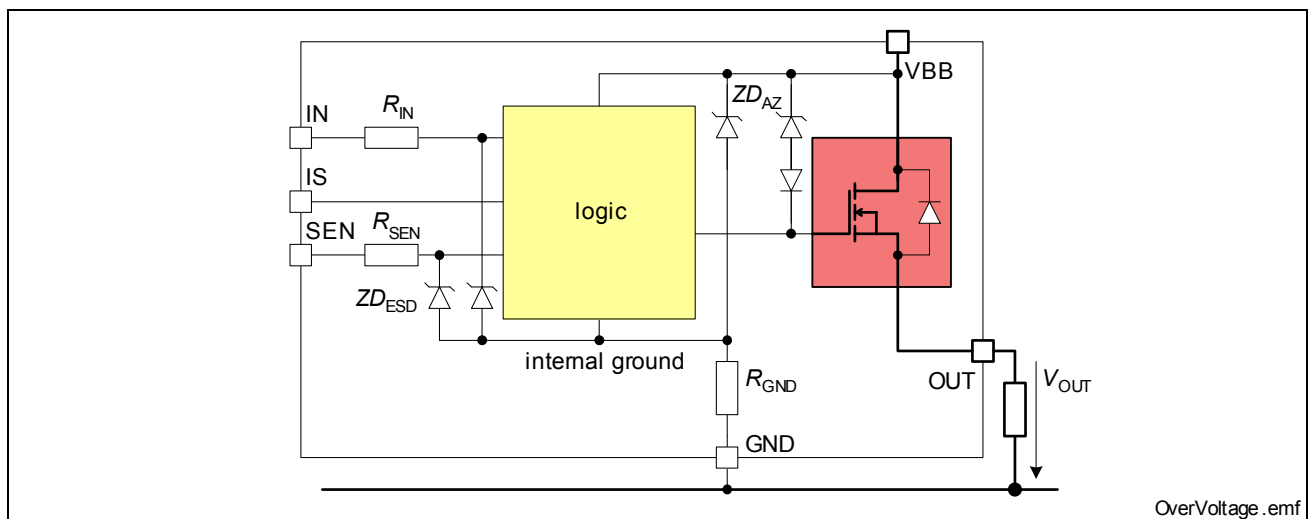 VBB
ZDAZ
IN
RIN
IS
logic
SEN
RSEN
ZDESD
internal ground
RGND
OUT
VOUT
GND
OverVoltage.emf